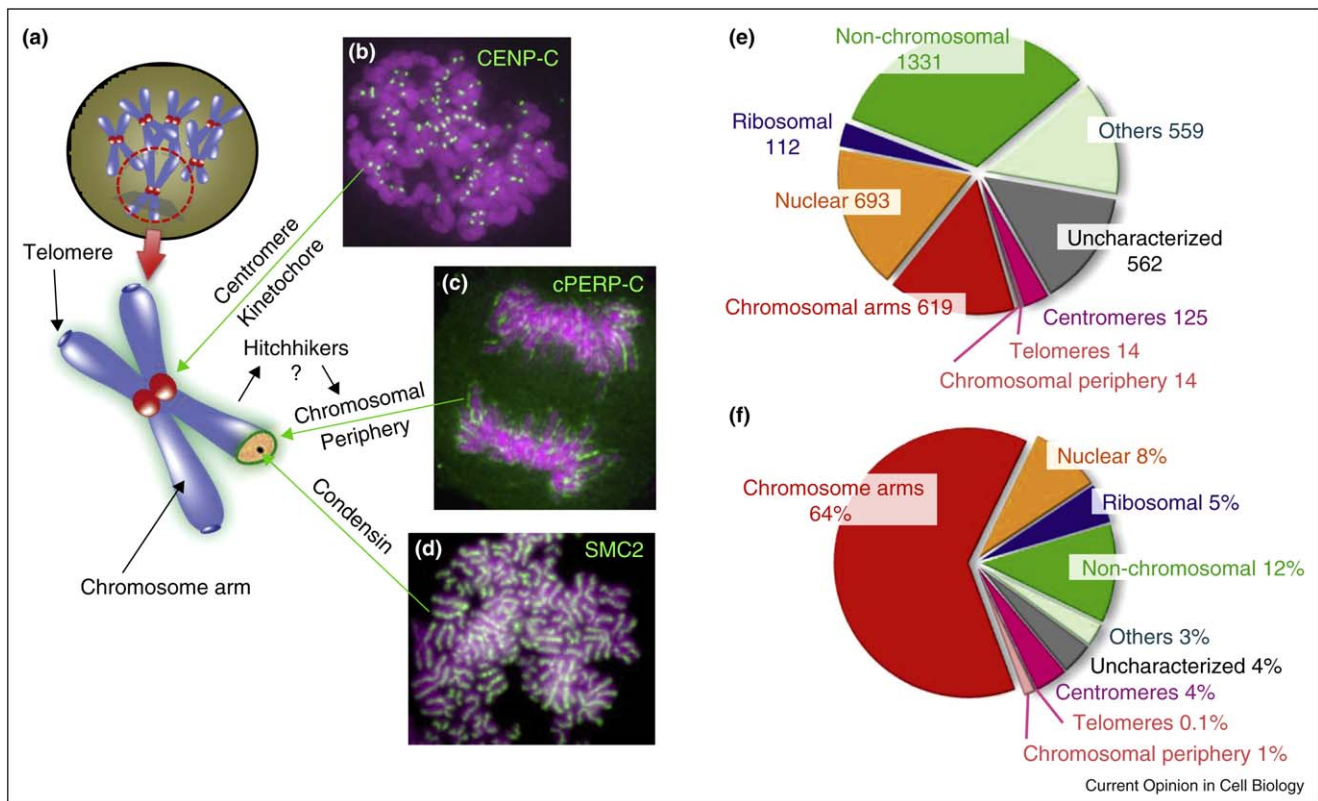 (a)
Telomere
Chromosome arm
Centromere
Kinetochore
Hitchhikers
?
Chromosomal
Periphery
Condensin
(b)
CENP-C
(c)
cPERP-C
(d)
SMC2
(e)
Non-chromosomal
1331
Others 559
Ribosomal
112
Nuclear 693
Uncharacterized
562
Chromosomal arms 619
Centromeres 125
Telomeres 14
Chromosomal periphery 14
(f)
Chromosome arms
64%
Nuclear 8%
Ribosomal 5%
Non-chromosomal 12%
Others 3%
Uncharacterized 4%
Centromeres 4%
Telomeres 0.1%
Chromosomal periphery 1%
Current Opinion in Cell Biology